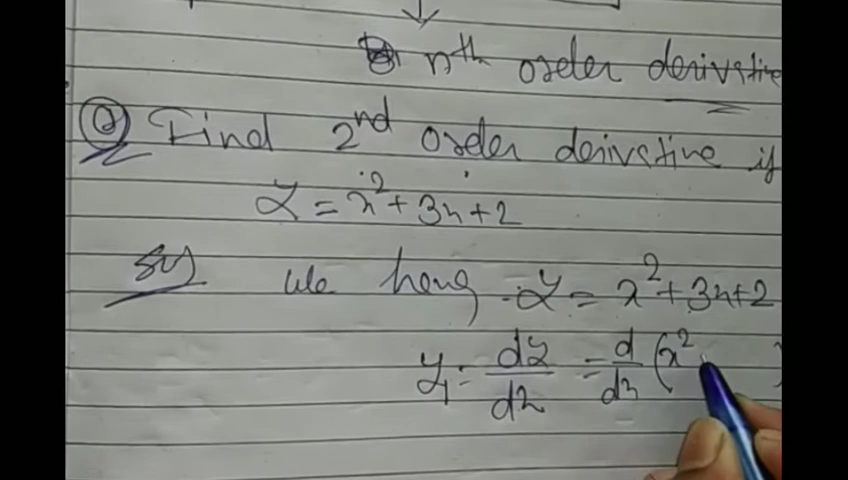 nth order derivative
Q Find 2nd order derivative if
y = x² + 3x + 2
Sol We have y = x² + 3x + 2
y₁ = dy/dx = d/dx (x² )